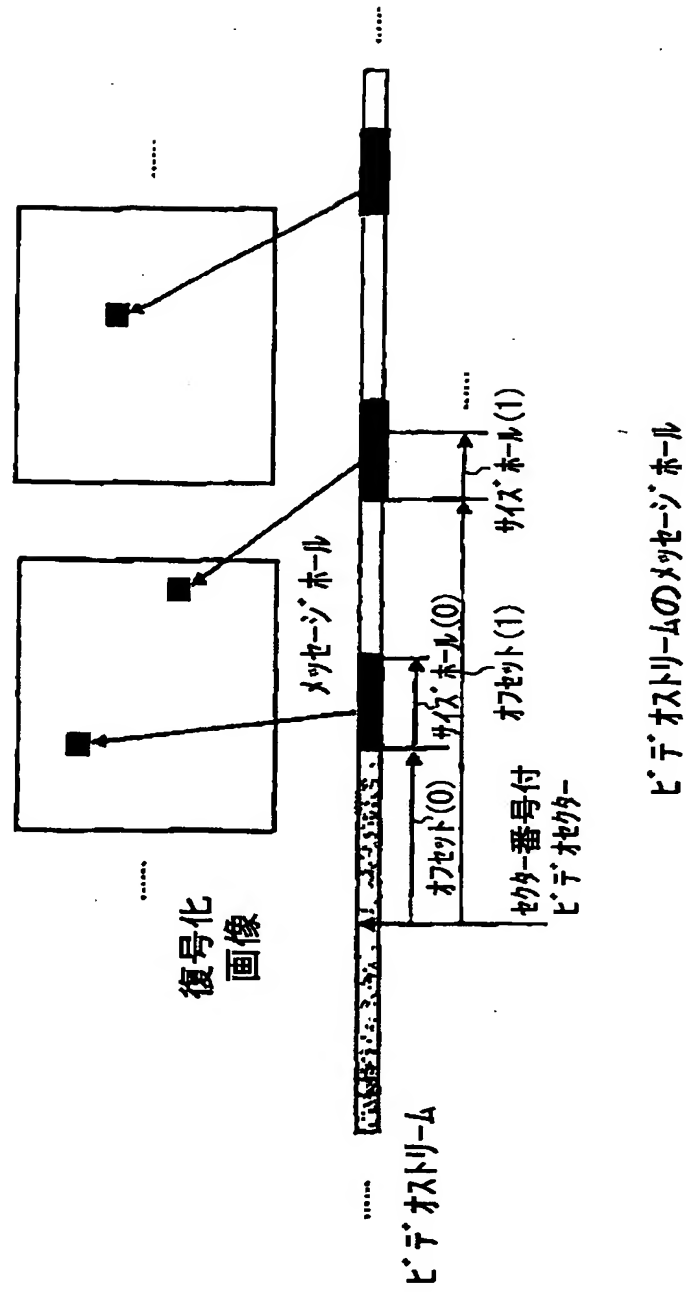 復号化
画像
メッセージホール
ビデオストリーム
オフセット(0)
サイズホール(0)
オフセット(1)
サイズホール(1)
セクター番号付
ビデオセクター
ビデオストリームのメッセージホール